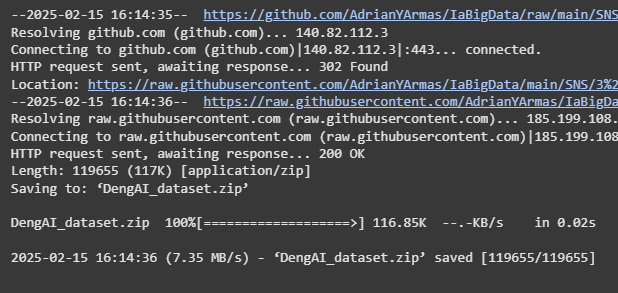 --2025-02-15 16:14:35--  https://github.com/AdrianYArmas/IaBigData/raw/main/SNS
Resolving github.com (github.com)... 140.82.112.3
Connecting to github.com (github.com)|140.82.112.3|:443... connected.
HTTP request sent, awaiting response... 302 Found
Location: https://raw.githubusercontent.com/AdrianYArmas/IaBigData/main/SNS/3%2
--2025-02-15 16:14:36--  https://raw.githubusercontent.com/AdrianYArmas/IaBigDa
Resolving raw.githubusercontent.com (raw.githubusercontent.com)... 185.199.108.
Connecting to raw.githubusercontent.com (raw.githubusercontent.com)|185.199.108
HTTP request sent, awaiting response... 200 OK
Length: 119655 (117K) [application/zip]
Saving to: ‘DengAI_dataset.zip’

DengAI_dataset.zip  100%[===================>] 116.85K  --.-KB/s    in 0.02s

2025-02-15 16:14:36 (7.35 MB/s) - ‘DengAI_dataset.zip’ saved [119655/119655]